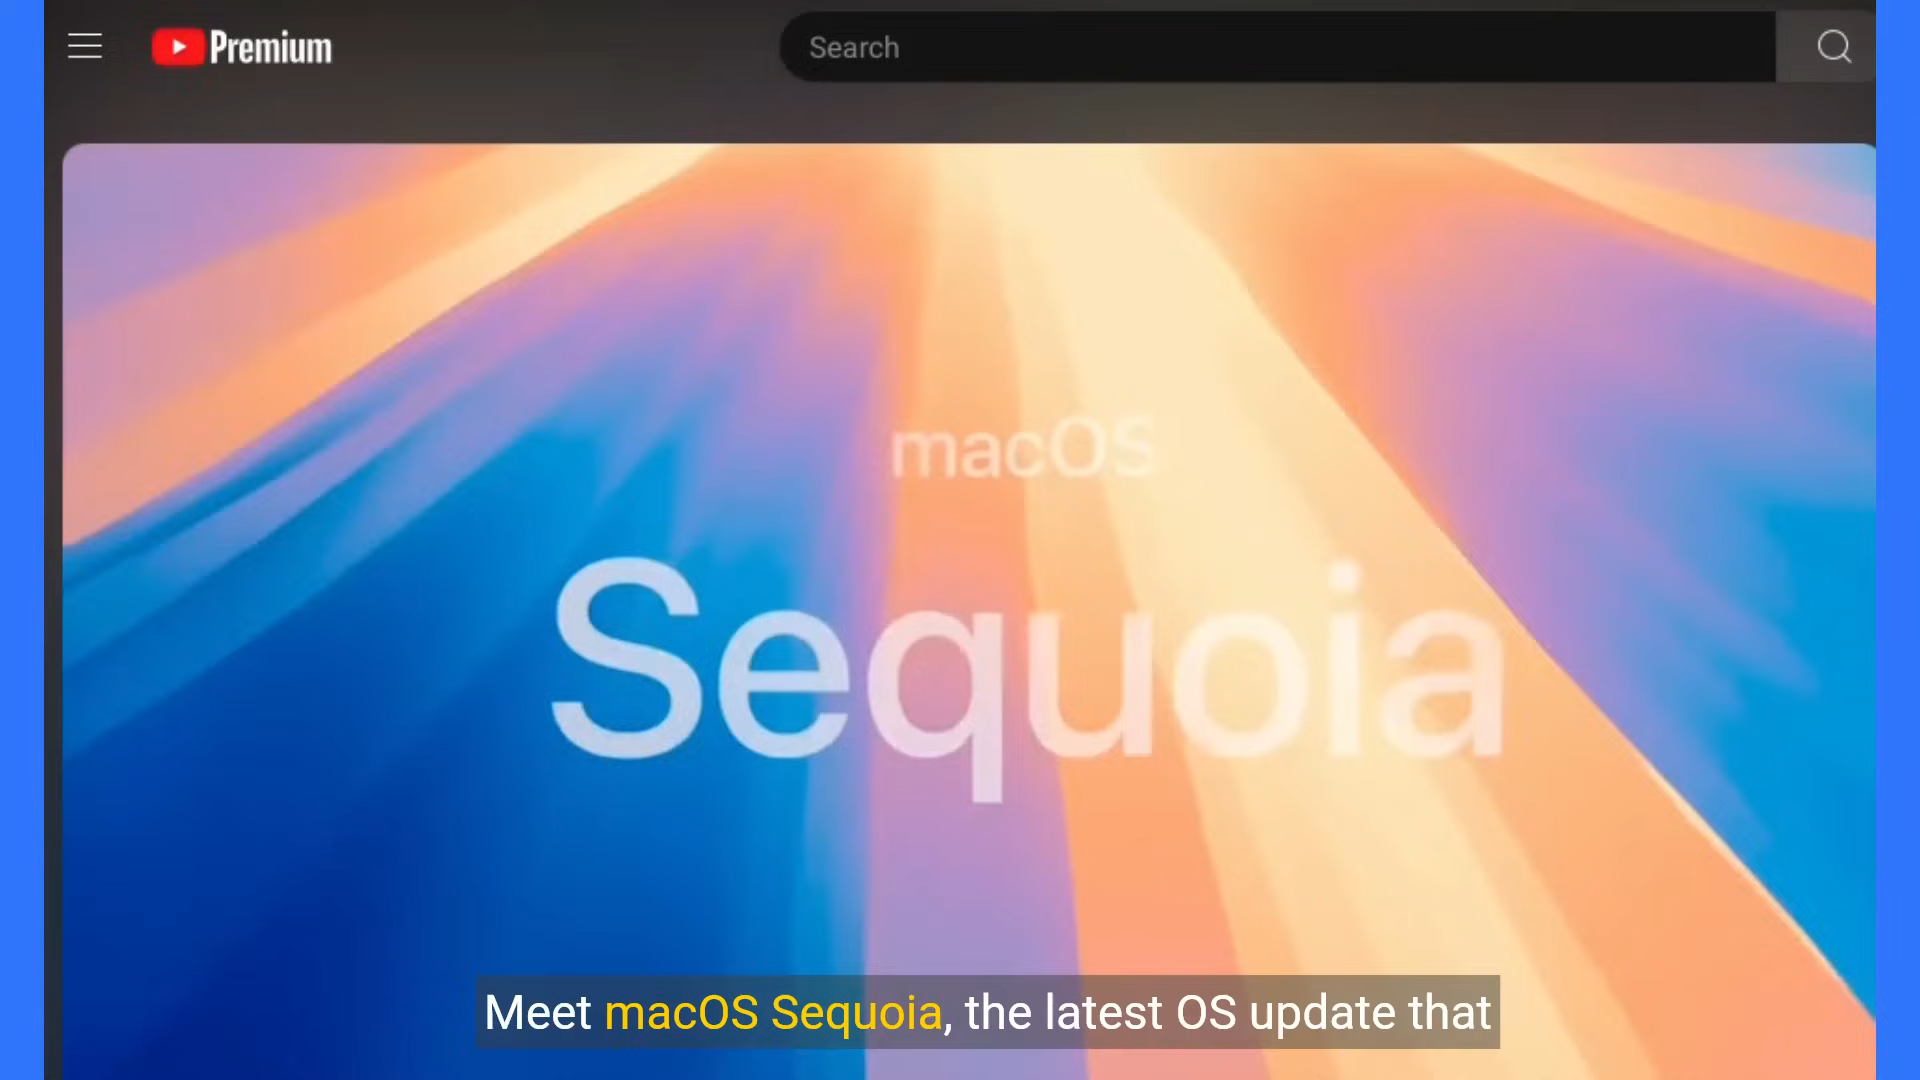 Premium
Search
macOS
Sequoia
Meet macOS Sequoia, the latest OS update that